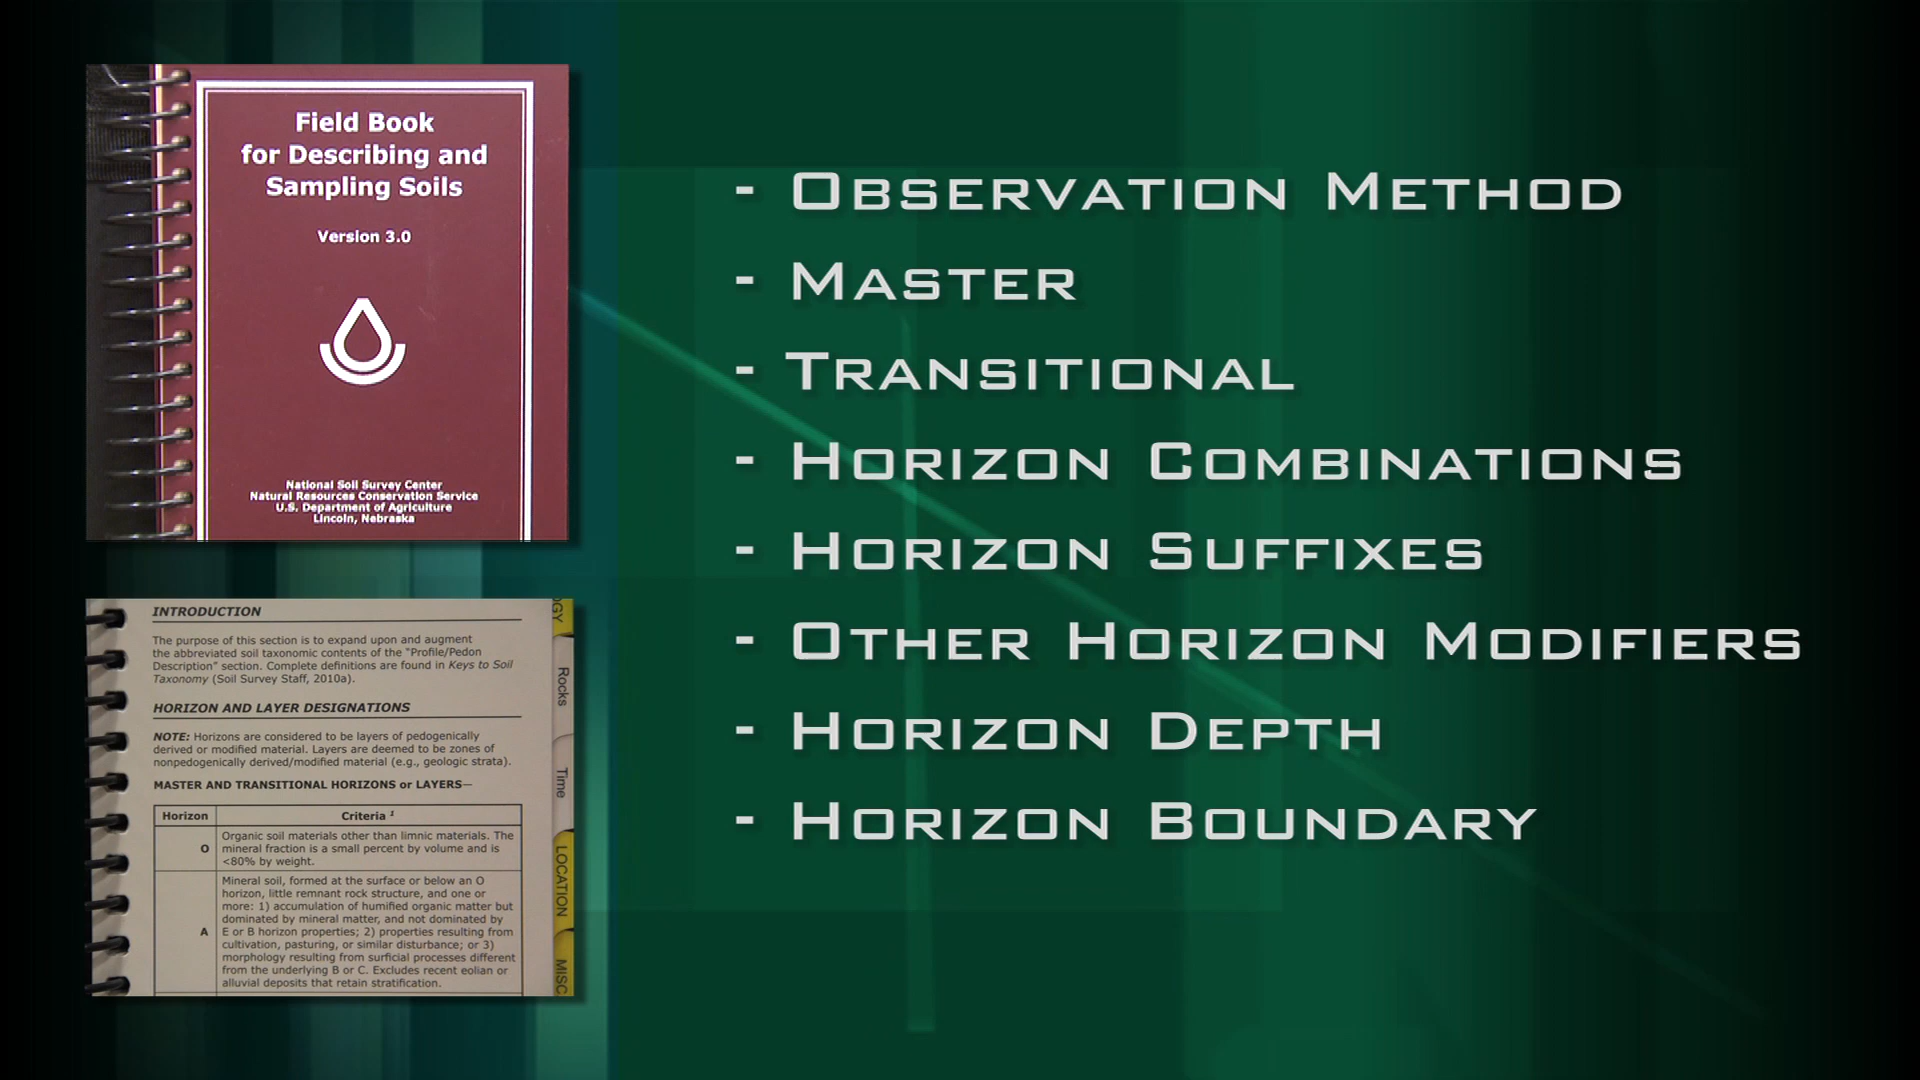 Field Book
for Describing and
Sampling Soils
Version 3.0
National Soil Survey Center
Natural Resources Conservation Service
U.S. Department of Agriculture
Lincoln, Nebraska
- OBSERVATION METHOD
- MASTER
- TRANSITIONAL
- HORIZON COMBINATIONS
- HORIZON SUFFIXES
- OTHER HORIZON MODIFIERS
- HORIZON DEPTH
- HORIZON BOUNDARY
INTRODUCTION
The purpose of this section is to expand upon and augment
the abbreviated soil taxonomic contents of the “Profile/Pedon
Description” section. Complete definitions are found in Keys to Soil
Taxonomy (Soil Survey Staff, 2010a).
HORIZON AND LAYER DESIGNATIONS
NOTE: Horizons are considered to be layers of pedogenically
derived or modified material. Layers are deemed to be zones of
nonpedogenically derived/modified material (e.g., geologic strata).
MASTER AND TRANSITIONAL HORIZONS or LAYERS—
Horizon Criteria 1
O
Organic soil materials other than limnic materials. The
mineral fraction is a small percent by volume and is
<80% by weight.
A
Mineral soil, formed at the surface or below an O
horizon, little remnant rock structure, and one or
more: 1) accumulation of humified organic matter but
dominated by mineral matter, and not dominated by
E or B horizon properties; 2) properties resulting from
cultivation, pasturing, or similar disturbance; or 3)
morphology resulting from surficial processes different
from the underlying B or C. Excludes recent eolian or
alluvial deposits that retain stratification.
Rocks
Time
LOCATION
MISC